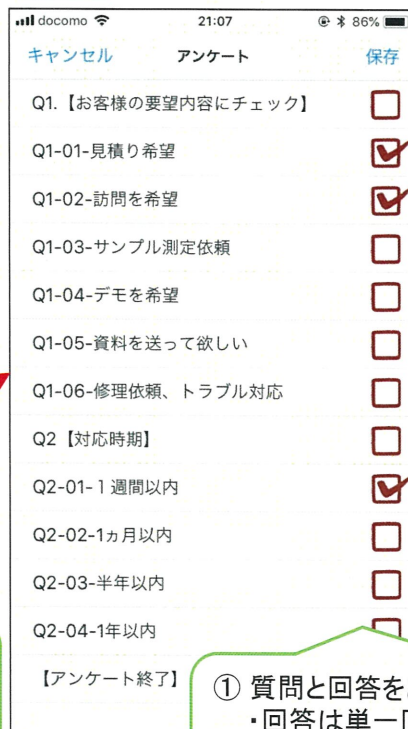 docomo 21:07 86%
キャンセル アンケート 保存
Q1.【お客様の要望内容にチェック】
Q1-01-見積り希望
Q1-02-訪問を希望
Q1-03-サンプル測定依頼
Q1-04-デモを希望
Q1-05-資料を送って欲しい
Q1-06-修理依頼、トラブル対応
Q2【対応時期】
Q2-01-１週間以内
Q2-02-1ヵ月以内
Q2-03-半年以内
Q2-04-1年以内
【アンケート終了】
① 質問と回答を
・回答は単一